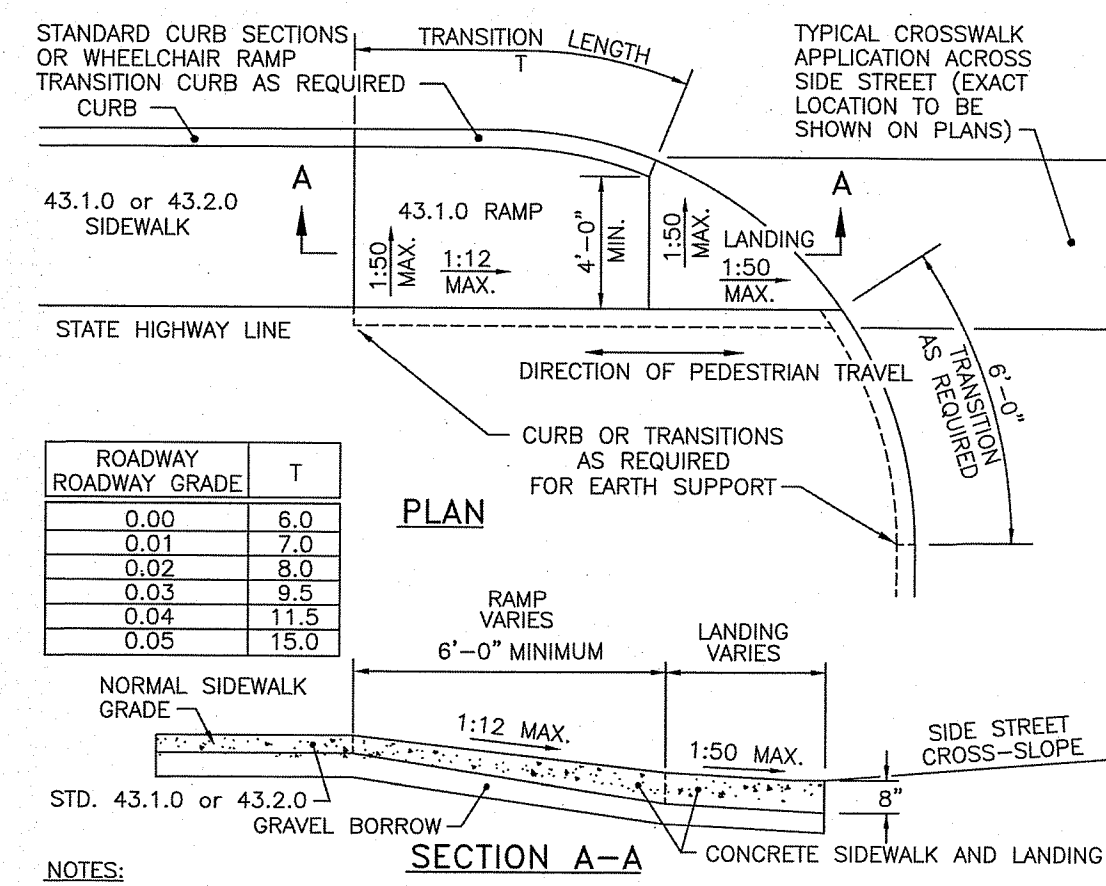 STANDARD CURB SECTIONS
OR WHEELCHAIR RAMP
TRANSITION CURB AS REQUIRED
CURB
TRANSITION LENGTH
T
TYPICAL CROSSWALK
APPLICATION ACROSS
SIDE STREET (EXACT
LOCATION TO BE
SHOWN ON PLANS)
A
A
43.1.0 or 43.2.0
SIDEWALK
43.1.0 RAMP
1:50
MAX.
1:12
MAX.
4'-0"
MIN.
1:50
MAX.
LANDING
1:50
MAX.
STATE HIGHWAY LINE
DIRECTION OF PEDESTRIAN TRAVEL
6'-0"
TRANSITION
AS REQUIRED
CURB OR TRANSITIONS
AS REQUIRED
FOR EARTH SUPPORT
PLAN
ROADWAY
ROADWAY GRADE T
0.00 6.0
0.01 7.0
0.02 8.0
0.03 9.5
0.04 11.5
0.05 15.0
RAMP
VARIES
6'-0" MINIMUM
LANDING
VARIES
NORMAL SIDEWALK
GRADE
1:12 MAX.
1:50 MAX.
SIDE STREET
CROSS-SLOPE
8"
STD. 43.1.0 or 43.2.0
GRAVEL BORROW
CONCRETE SIDEWALK AND LANDING
SECTION A-A
NOTES: